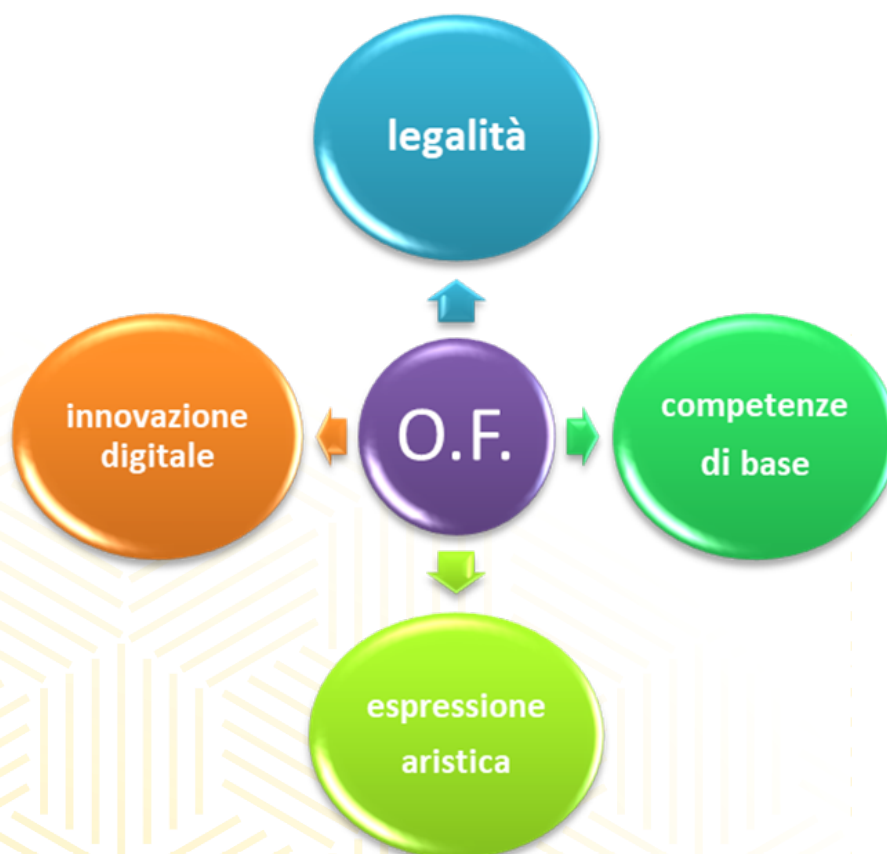 legalità
innovazione
digitale
O.F.
competenze
di base
espressione
aristica